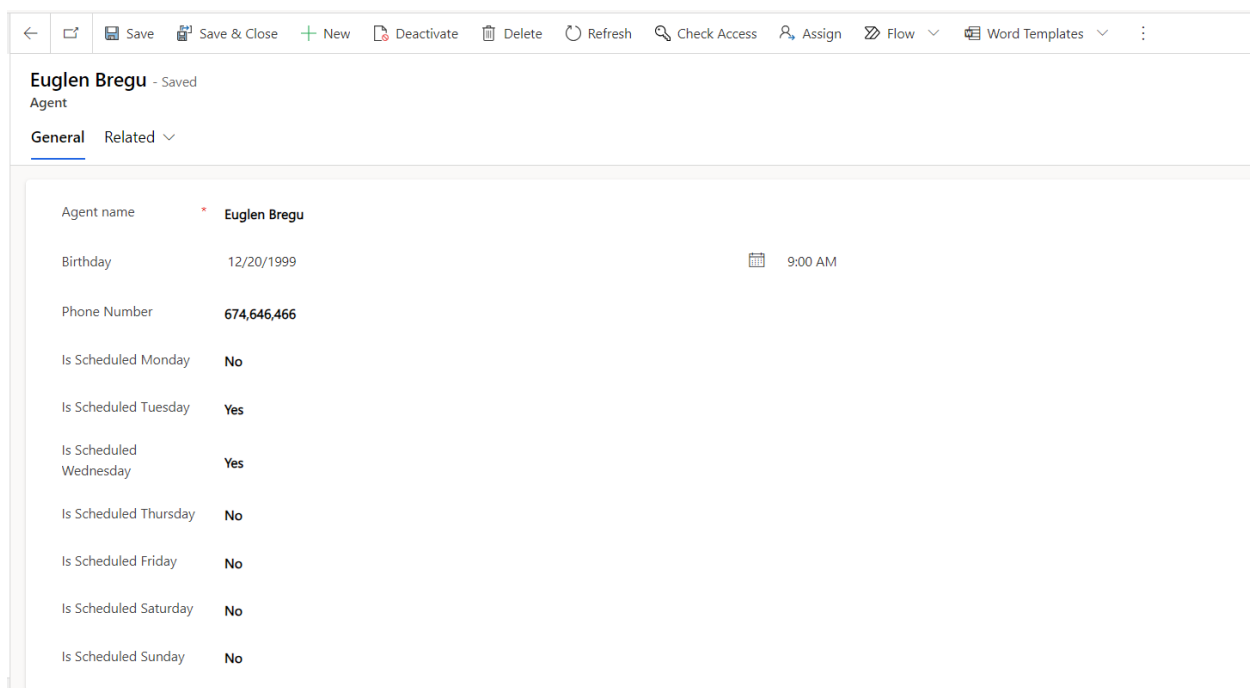 Save Save & Close New Deactivate Delete Refresh Check Access Assign Flow Word Templates
Euglen Bregu - Saved
Agent
General Related
Agent name * Euglen Bregu
Birthday 12/20/1999 9:00 AM
Phone Number 674,646,466
Is Scheduled Monday No
Is Scheduled Tuesday Yes
Is Scheduled
Wednesday Yes
Is Scheduled Thursday No
Is Scheduled Friday No
Is Scheduled Saturday No
Is Scheduled Sunday No